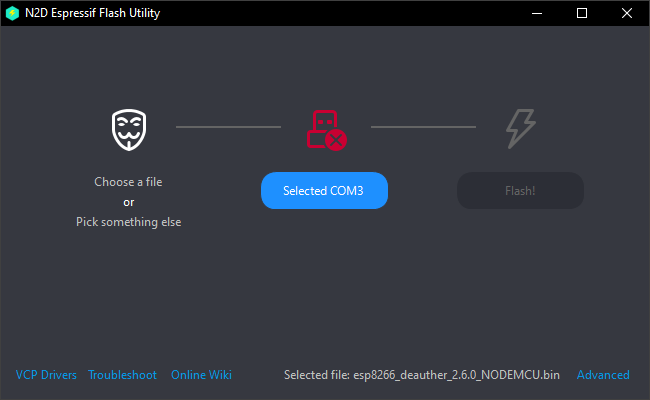 N2D Espressif Flash Utility
Choose a file
or
Pick something else
Selected COM3
Flash!
VCP Drivers Troubleshoot Online Wiki Selected file: esp8266_deauther_2.6.0_NODEMCU.bin Advanced